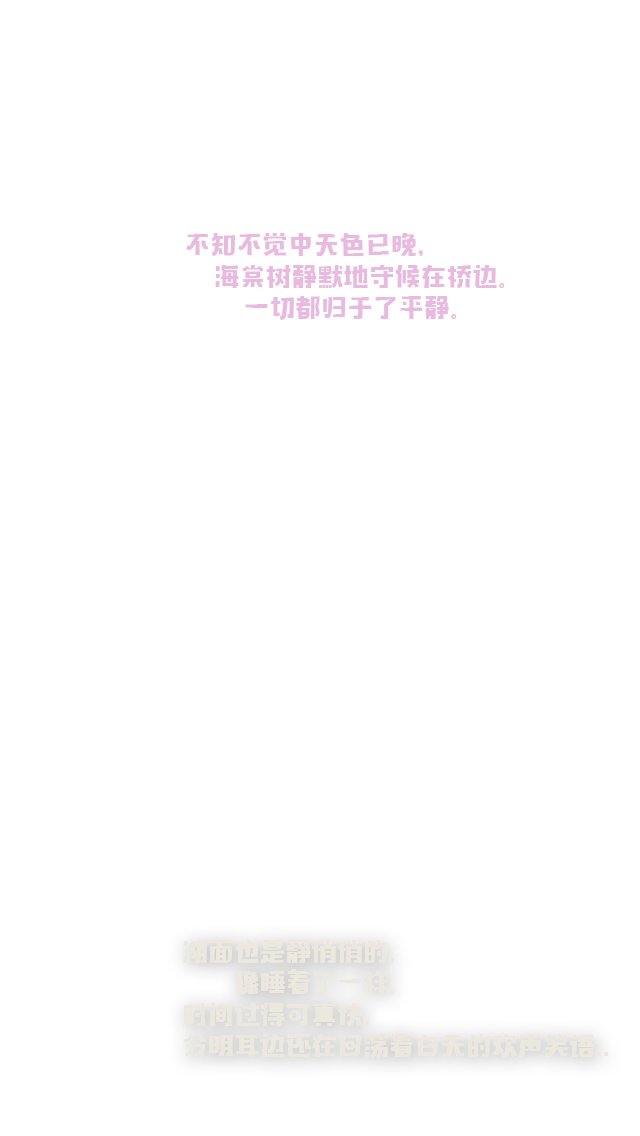 不知不觉中天色已晚，
海棠树静默地守候在桥边。
一切都归于了平静。
湖面也是静悄悄的，
像睡着了一样
时间过得可真快，
我明耳边还在回荡着白天的欢声笑语..